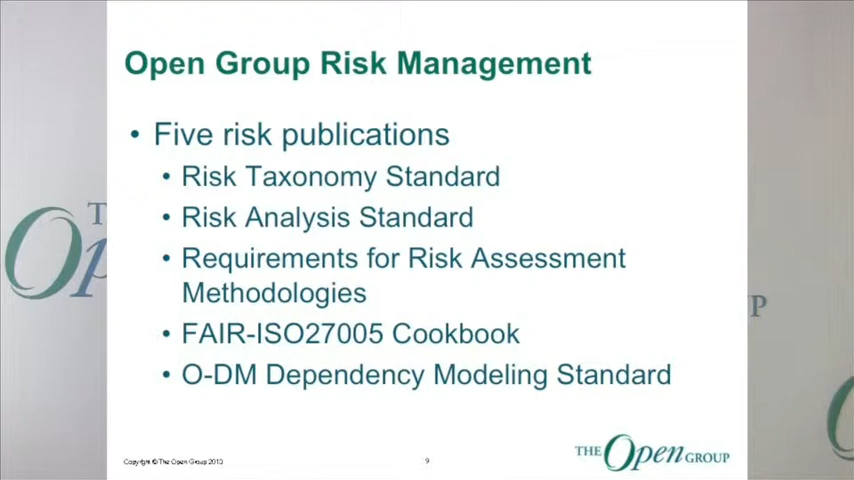 Open Group Risk Management
• Five risk publications
• Risk Taxonomy Standard
• Risk Analysis Standard
• Requirements for Risk Assessment
Methodologies
• FAIR-ISO27005 Cookbook
• O-DM Dependency Modeling Standard
Copyright © The Open Group 2013
9
THE Open GROUP